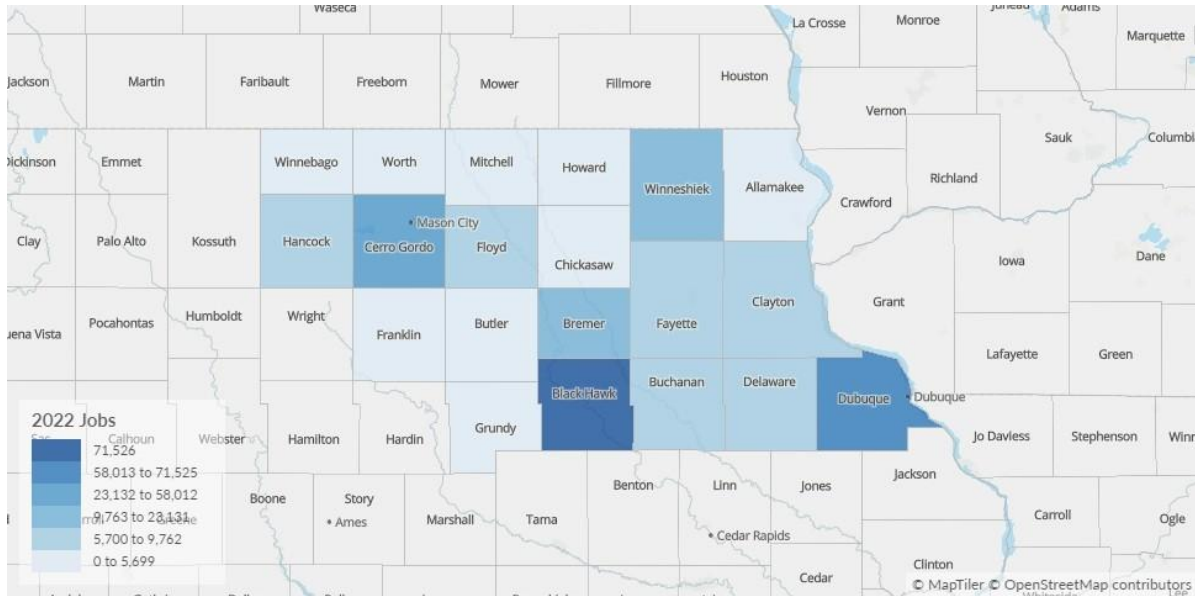 Waseca
La Crosse
Monroe
Juneau
Adams
Marquette
Jackson
Martin
Faribault
Freeborn
Mower
Fillmore
Houston
Vernon
Sauk
Columbi
Dickinson
Emmet
Winnebago
Worth
Mitchell
Howard
Winneshiek
Allamakee
Richland
Crawford
Clay
Palo Alto
Kossuth
Hancock
Mason City
Cerro Gordo
Floyd
Chickasaw
Iowa
Dane
uena Vista
Pocahontas
Humboldt
Wright
Franklin
Butler
Bremer
Fayette
Clayton
Grant
Lafayette
Green
Black Hawk
Buchanan
Delaware
Dubuque
Dubuque
2022 Jobs
Sac
Calhoun
Webster
Hamilton
Hardin
Grundy
Jo Daviess
Stephenson
Winn
71,526
58,013 to 71,525
23,132 to 58,012
9,763 to 23,131
5,700 to 9,762
0 to 5,699
Greene
Boone
Story
Ames
Marshall
Tama
Benton
Linn
Jones
Jackson
Cedar Rapids
Carroll
Ogle
Cedar
Clinton
© MapTiler © OpenStreetMap contributors